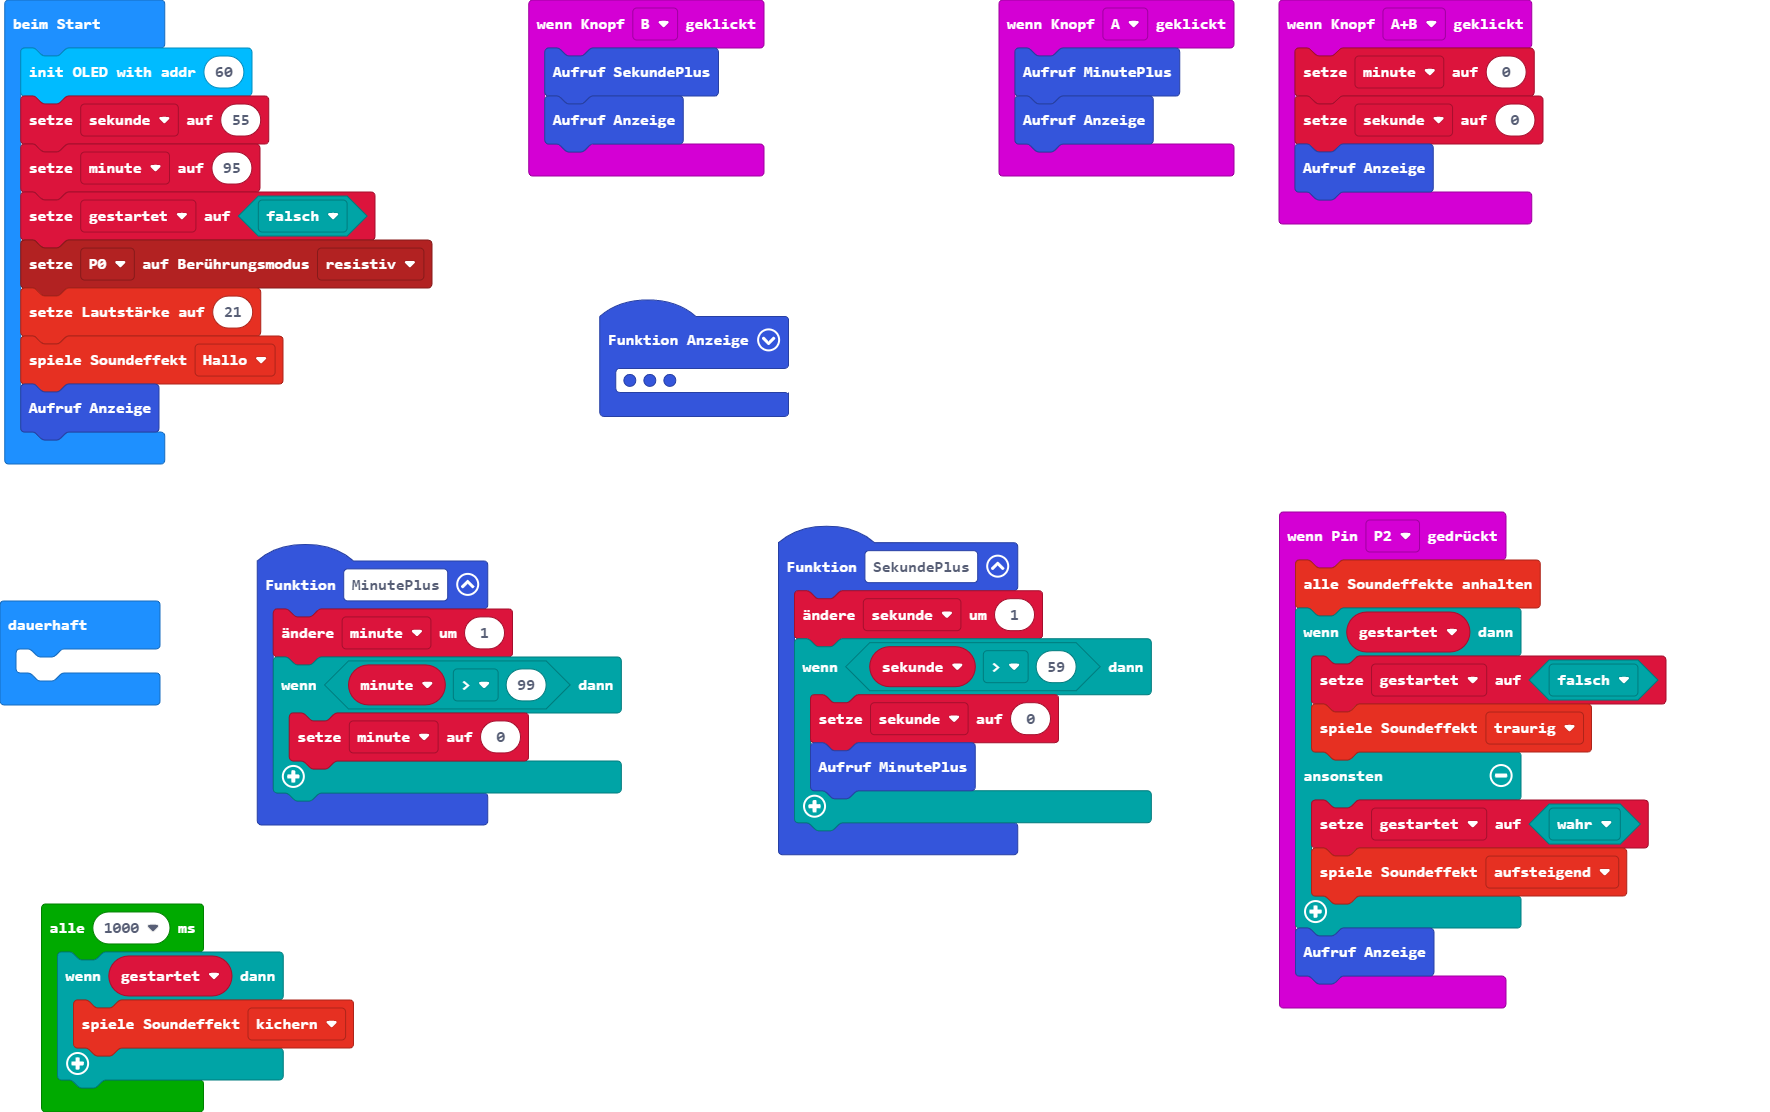 beim Start
init OLED with addr 60
setze sekunde auf 55
setze minute auf 95
setze gestartet auf falsch
setze P0 auf Berührungsmodus resistiv
setze Lautstärke auf 21
spiele Soundeffekt Hallo
Aufruf Anzeige
wenn Knopf B geklickt
Aufruf SekundePlus
Aufruf Anzeige
wenn Knopf A geklickt
Aufruf MinutePlus
Aufruf Anzeige
wenn Knopf A+B geklickt
setze minute auf 0
setze sekunde auf 0
Aufruf Anzeige
Funktion Anzeige
dauerhaft
Funktion MinutePlus
ändere minute um 1
wenn minute > 99 dann
setze minute auf 0
Funktion SekundePlus
ändere sekunde um 1
wenn sekunde > 59 dann
setze sekunde auf 0
Aufruf MinutePlus
wenn Pin P2 gedrückt
alle Soundeffekte anhalten
wenn gestartet dann
setze gestartet auf falsch
spiele Soundeffekt traurig
ansonsten
setze gestartet auf wahr
spiele Soundeffekt aufsteigend
Aufruf Anzeige
alle 1000 ms
wenn gestartet dann
spiele Soundeffekt kichern